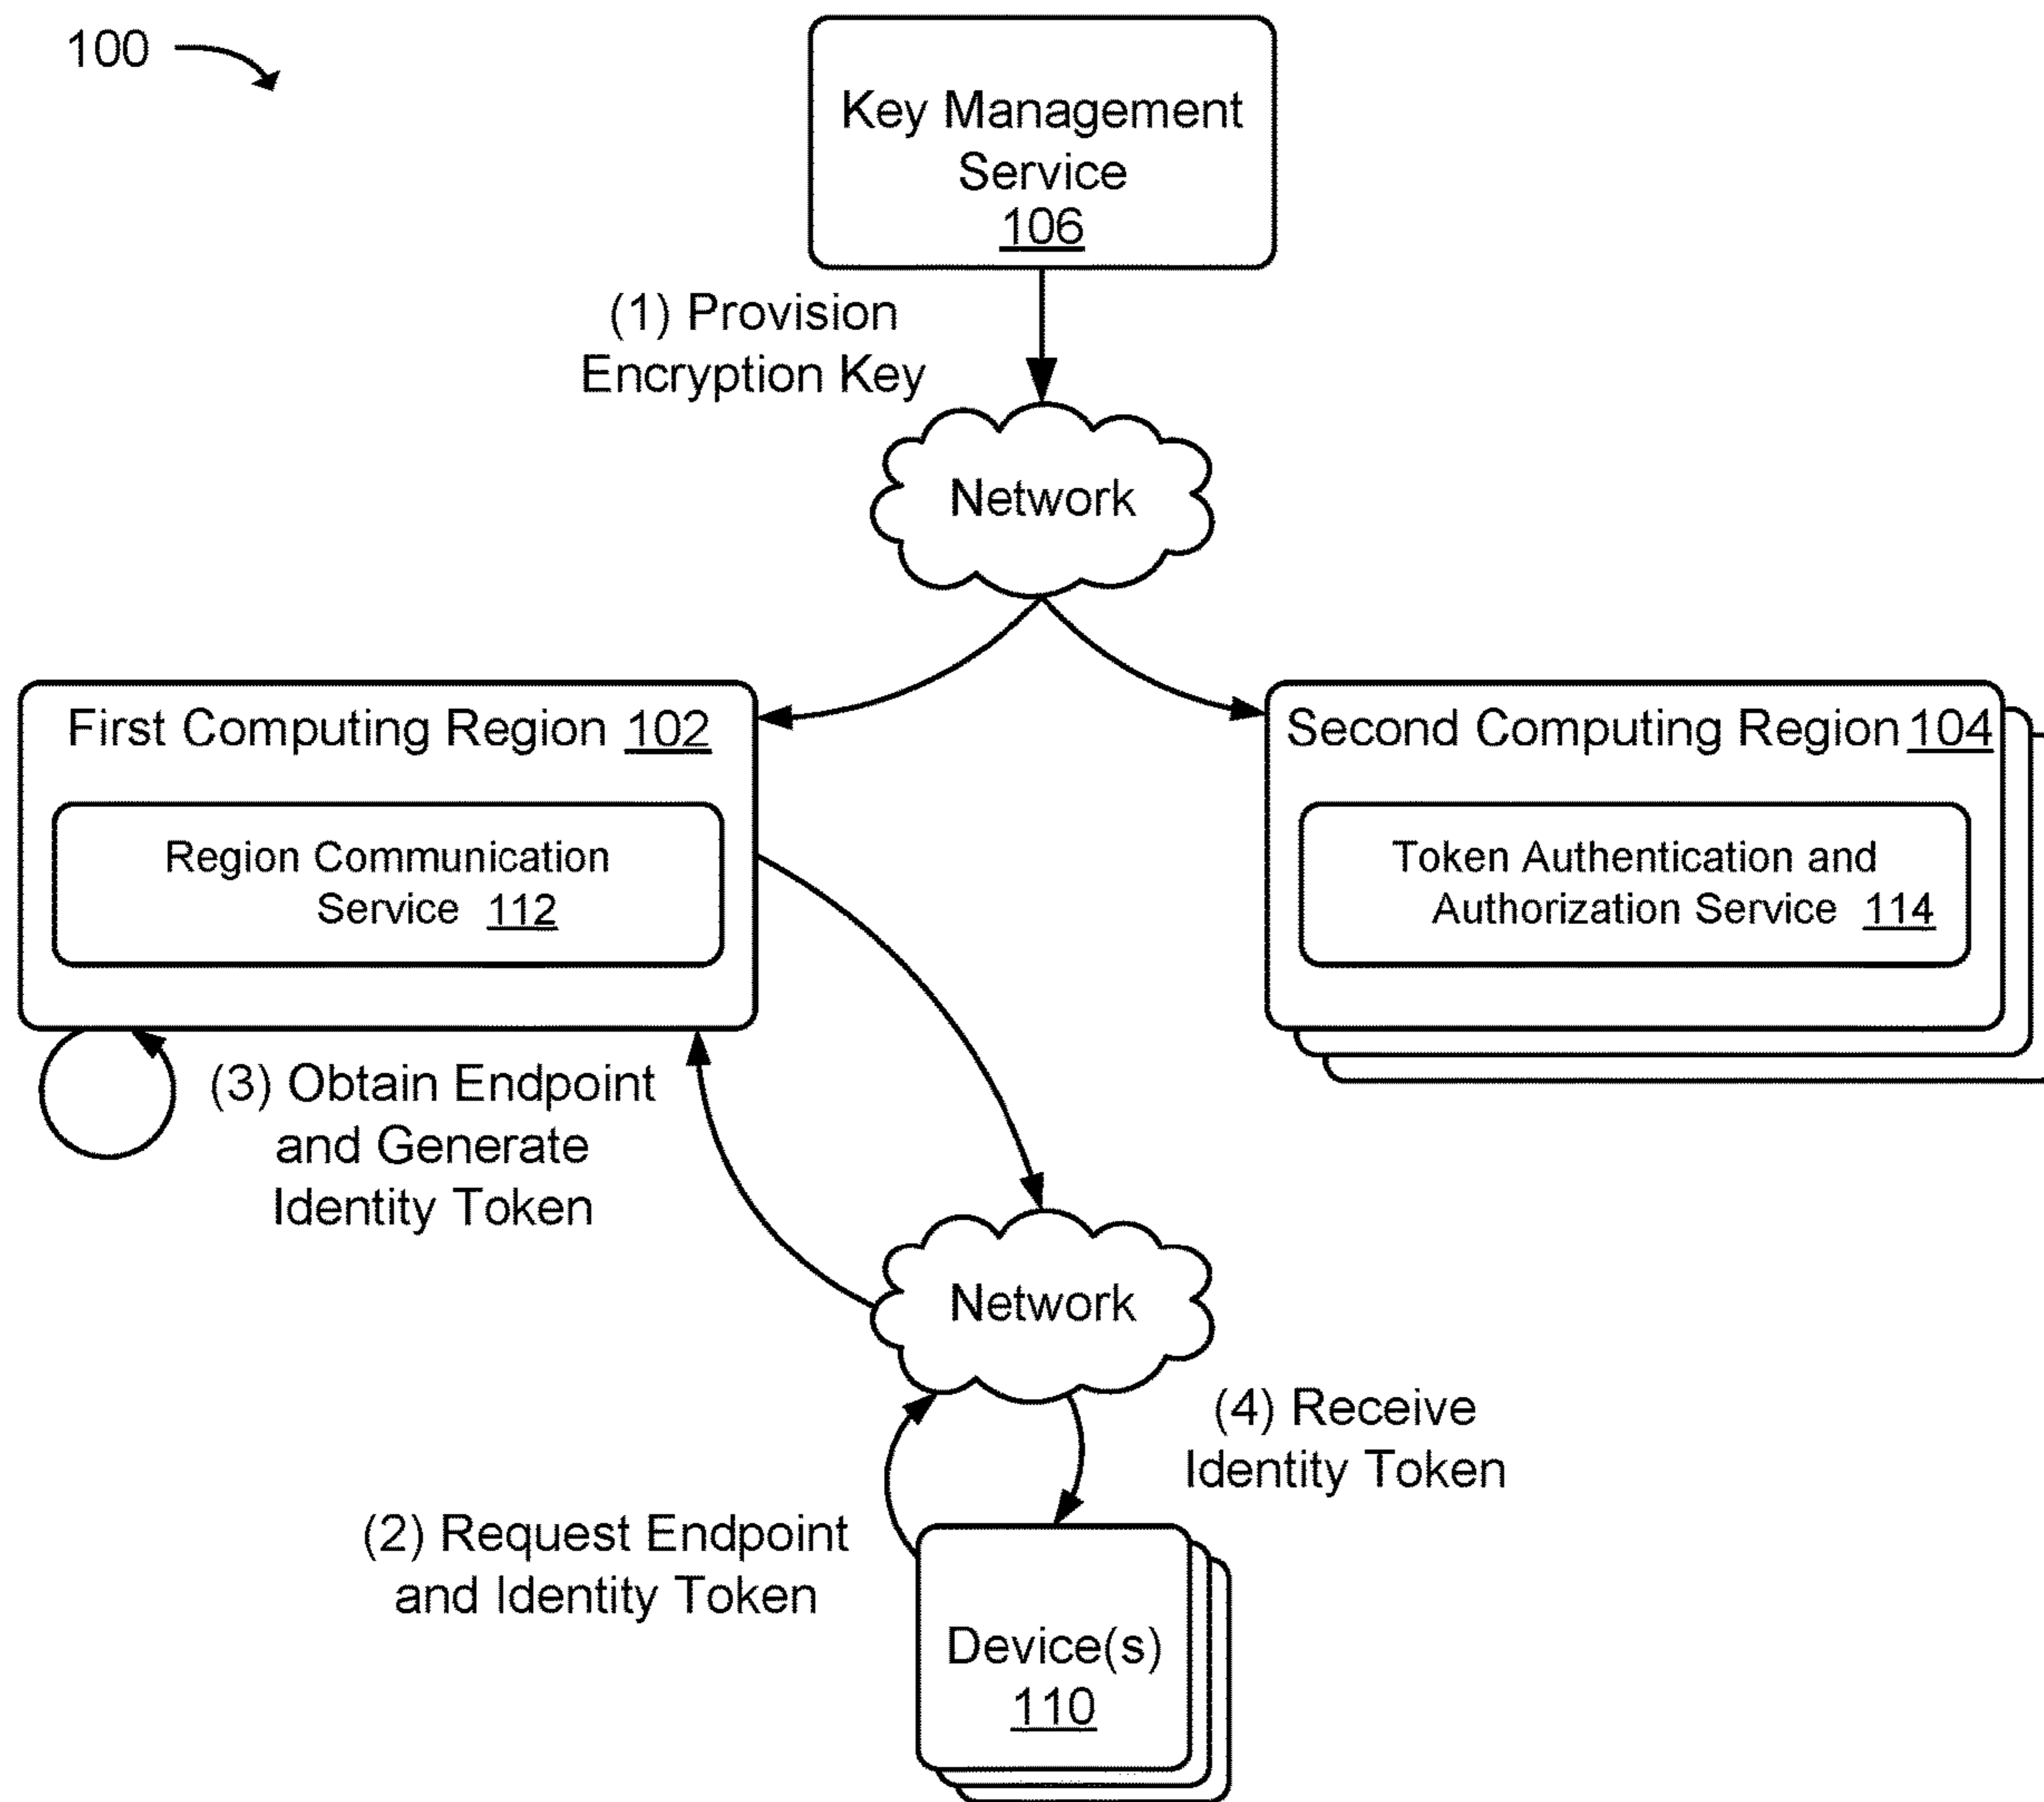 100
Key Management
Service
106
(1) Provision
Encryption Key
Network
First Computing Region 102
Region Communication
Service 112
Second Computing Region 104
Token Authentication and
Authorization Service 114
(3) Obtain Endpoint
and Generate
Identity Token
Network
(4) Receive
Identity Token
(2) Request Endpoint
and Identity Token
Device(s)
110